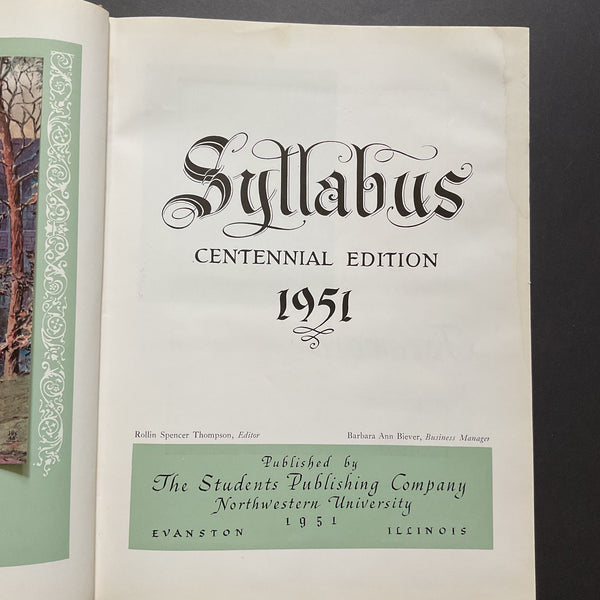 Syllabus
CENTENNIAL EDITION
1951
Rollin Spencer Thompson, Editor
Barbara Ann Biever, Business Manager
Published by
The Students Publishing Company
Northwestern University
1951
EVANSTON ILLINOIS